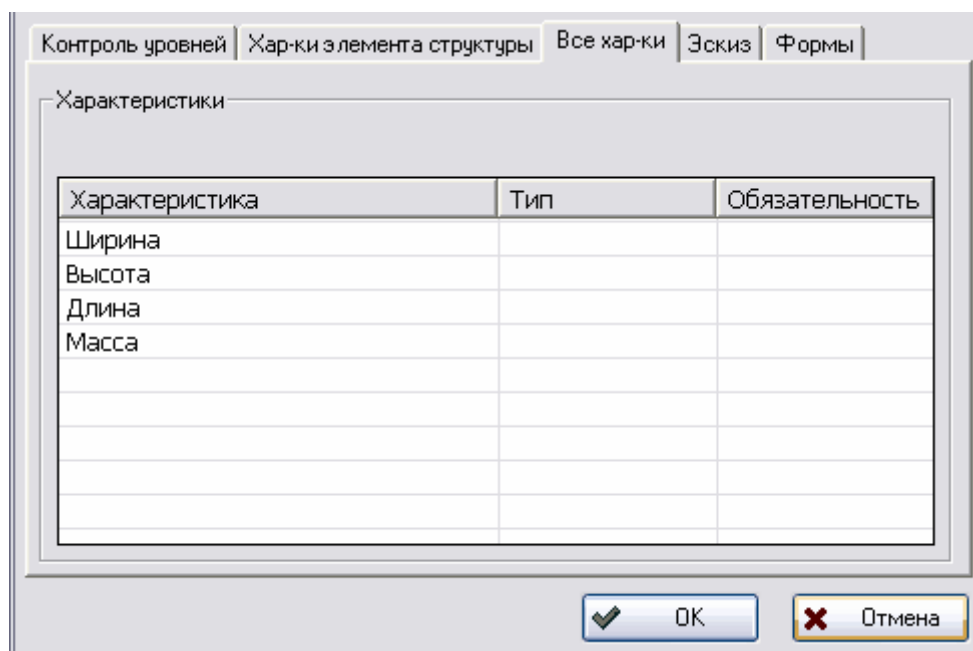 Контроль уровней Хар-ки элемента структуры Все хар-ки Эскиз Формы
Характеристики
Характеристика Тип Обязательность
Ширина
Высота
Длина
Масса
OK Отмена